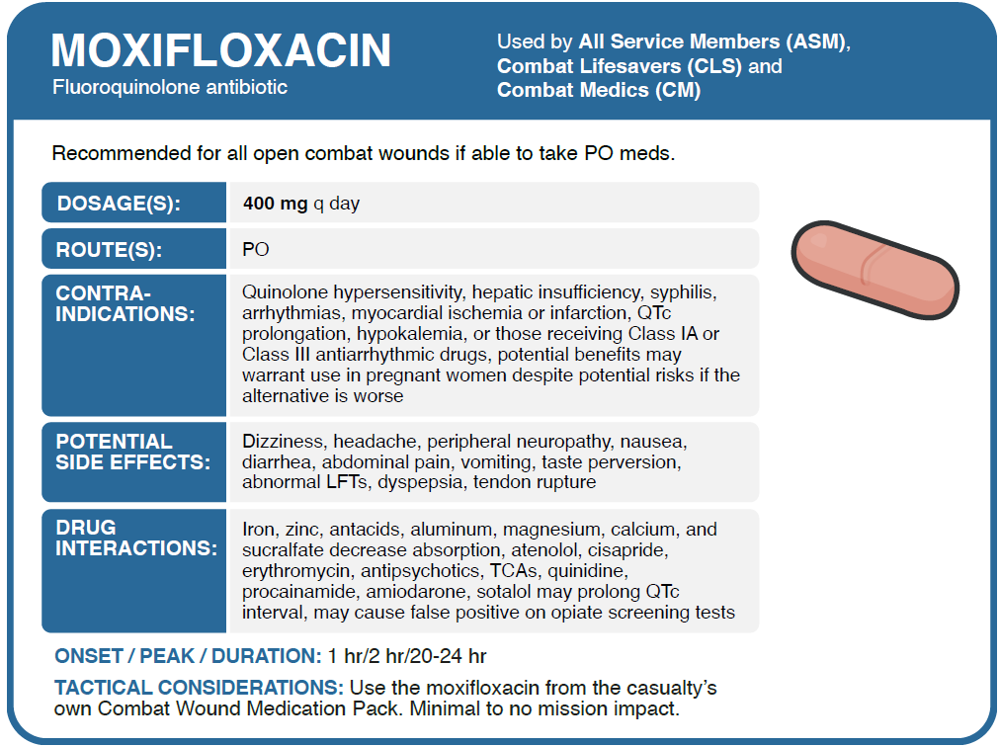 MOXIFLOXACIN
Fluoroquinolone antibiotic
Used by All Service Members (ASM),
Combat Lifesavers (CLS) and
Combat Medics (CM)
Recommended for all open combat wounds if able to take PO meds.
DOSAGE(S):
400 mg q day
ROUTE(S):
PO
CONTRA-
INDICATIONS:
Quinolone hypersensitivity, hepatic insufficiency, syphilis,
arrhythmias, myocardial ischemia or infarction, QTc
prolongation, hypokalemia, or those receiving Class IA or
Class III antiarrhythmic drugs, potential benefits may
warrant use in pregnant women despite potential risks if the
alternative is worse
POTENTIAL
SIDE EFFECTS:
Dizziness, headache, peripheral neuropathy, nausea,
diarrhea, abdominal pain, vomiting, taste perversion,
abnormal LFTs, dyspepsia, tendon rupture
DRUG
INTERACTIONS:
Iron, zinc, antacids, aluminum, magnesium, calcium, and
sucralfate decrease absorption, atenolol, cisapride,
erythromycin, antipsychotics, TCAs, quinidine,
procainamide, amiodarone, sotalol may prolong QTc
interval, may cause false positive on opiate screening tests
ONSET / PEAK / DURATION: 1 hr/2 hr/20-24 hr
TACTICAL CONSIDERATIONS: Use the moxifloxacin from the casualty's
own Combat Wound Medication Pack. Minimal to no mission impact.